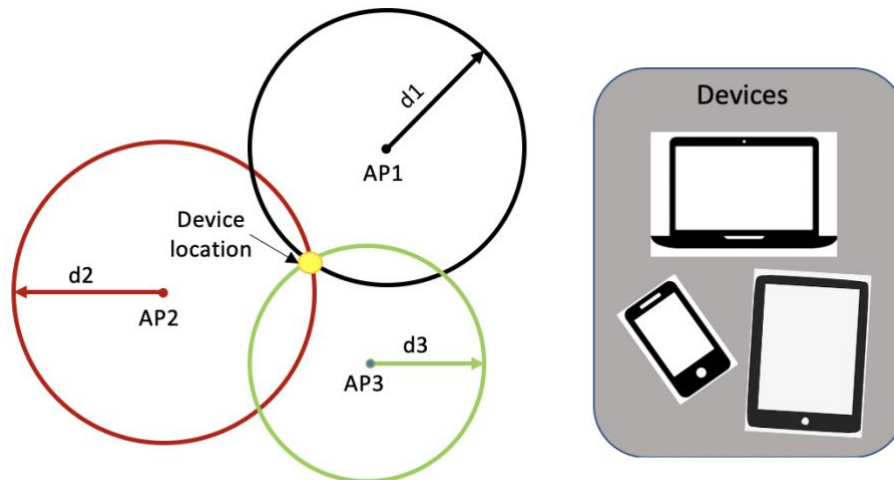 d1
AP1
Device
location
d2
AP2
d3
AP3
Devices